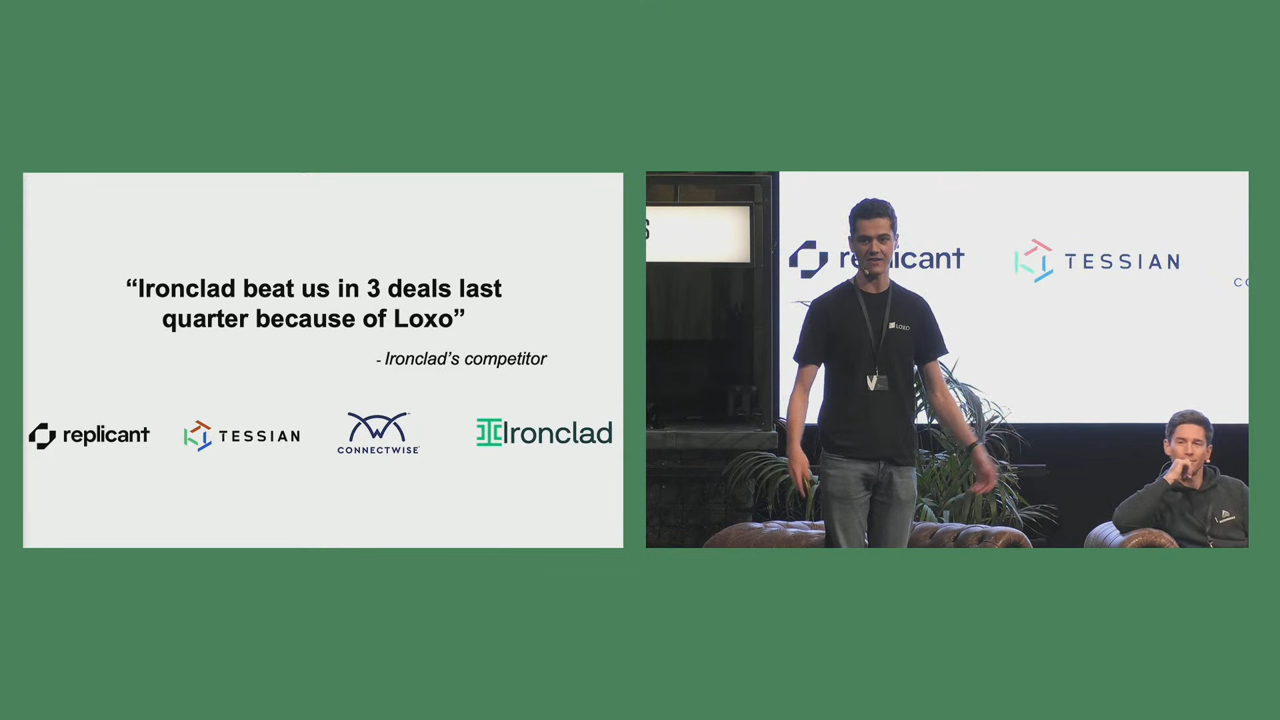 “Ironclad beat us in 3 deals last
quarter because of Loxo”
- Ironclad’s competitor
replicant
TESSIAN
CONNECTWISE
Ironclad
S
replicant
TESSIAN
LOXO